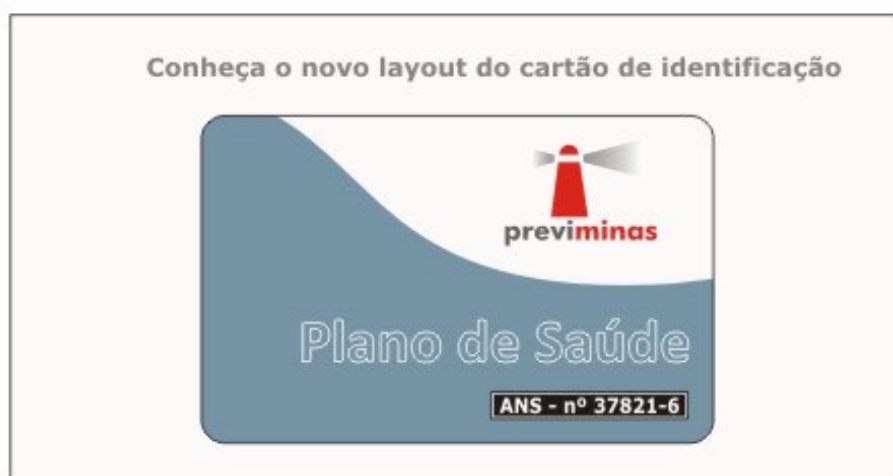 Conheça o novo layout do cartão de identificação
previminas
Plano de Saúde
ANS - nº 37821-6